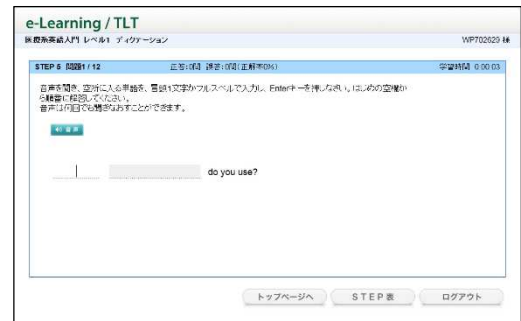 e-Learning / TLT
医療系英語入門 レベル1 ディクテーション WP702629 様
STEP 5 問題1 / 12 正答:0問 誤答:0問(正解率0%) 学習時間 0:00:03
音声を聞き、空所に入る単語を、冒頭1文字かフルスペルで入力し、Enterキーを押しなさい。はじめの空欄か
ら順番に解答してください。
音声は何回でも聞きなおすことができます。
音声
do you use?
トップページへ STEP表 ログアウト